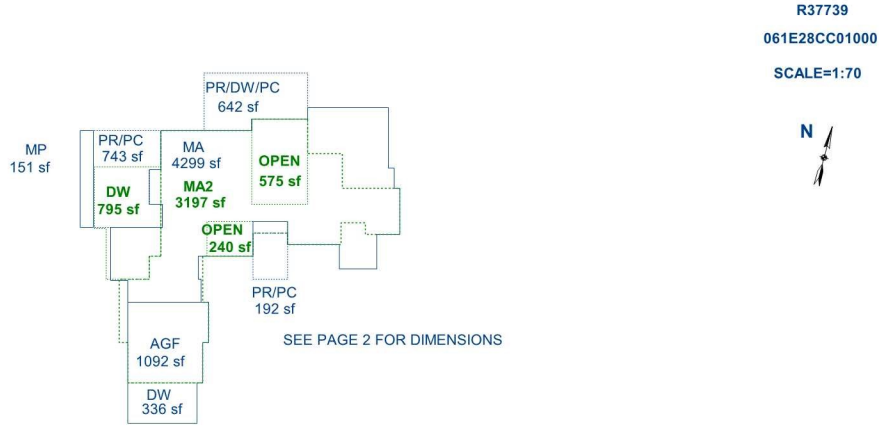 R37739
061E28CC01000
SCALE=1:70
N
PR/DW/PC
642 sf
MP
151 sf
PR/PC
743 sf
MA
4299 sf
OPEN
575 sf
DW
795 sf
MA2
3197 sf
OPEN
240 sf
PR/PC
192 sf
SEE PAGE 2 FOR DIMENSIONS
AGF
1092 sf
DW
336 sf